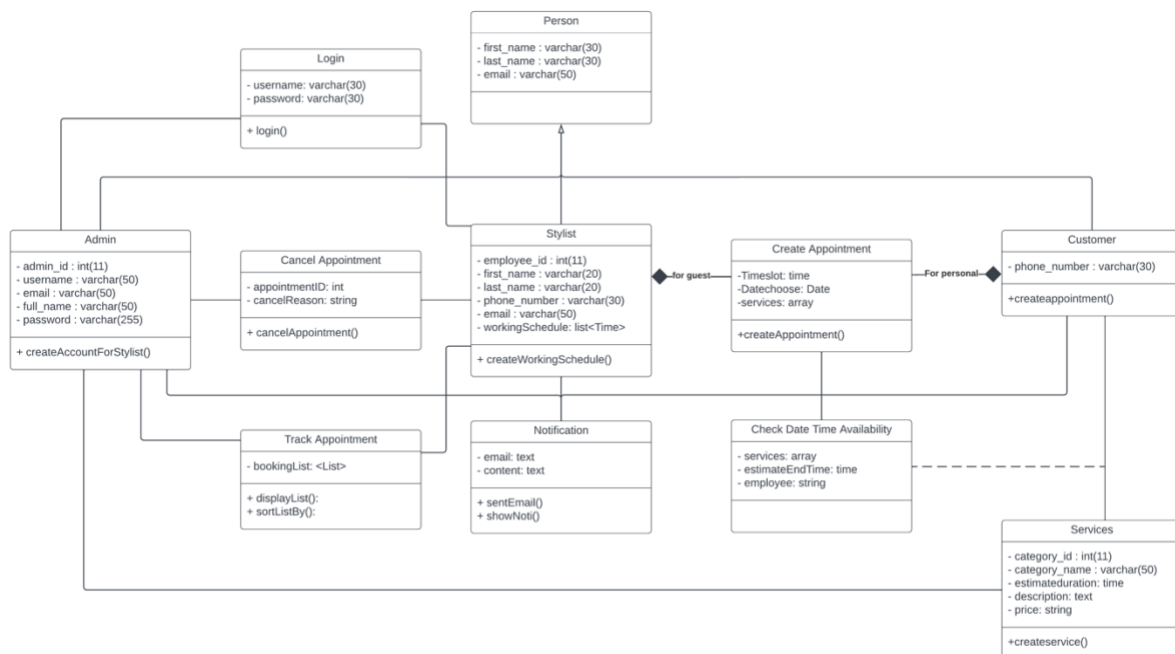 Person
- first_name : varchar(30)
- last_name : varchar(30)
- email : varchar(50)
Login
- username: varchar(30)
- password: varchar(30)
+ login()
Admin
- admin_id : int(11)
- username : varchar(50)
- email : varchar(50)
- full_name : varchar(50)
- password : varchar(255)
+ createAccountForStylist()
Cancel Appointment
- appointmentID: int
- cancelReason: string
+ cancelAppointment()
Stylist
- employee_id : int(11)
- first_name : varchar(20)
- last_name : varchar(20)
- phone_number : varchar(30)
- email : varchar(50)
- workingSchedule: list<Time>
+ createWorkingSchedule()
for guest
Create Appointment
-Timeslot: time
-Datechoose: Date
-services: array
+createAppointment()
For personal
Customer
- phone_number : varchar(30)
+createappointment()
Track Appointment
- bookingList: <List>
+ displayList():
+ sortListBy():
Notification
- email: text
- content: text
+ sentEmail()
+ showNoti()
Check Date Time Availability
- services: array
- estimateEndTime: time
- employee: string
Services
- category_id : int(11)
- category_name : varchar(50)
- estimateduration: time
- description: text
- price: string
+createservice()